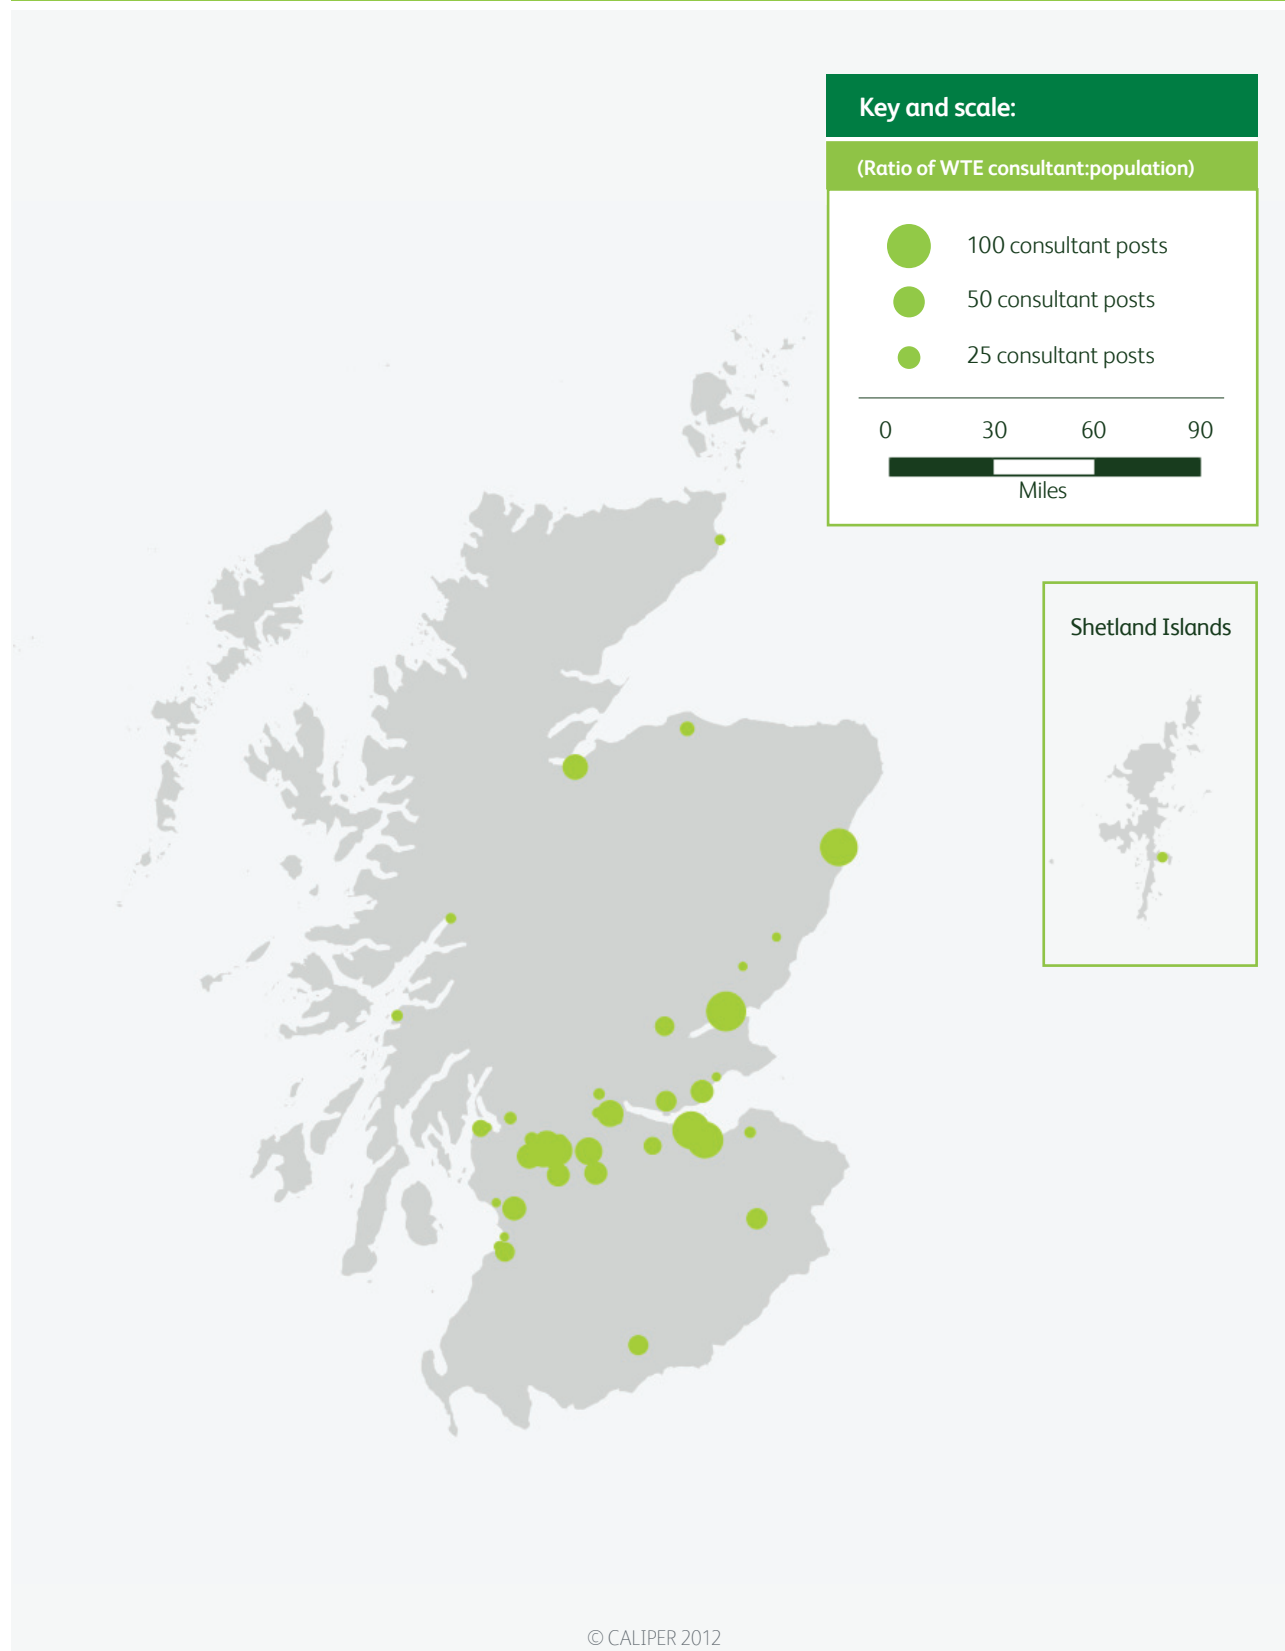 Key and scale:
(Ratio of WTE consultant:population)
100 consultant posts
50 consultant posts
25 consultant posts
0 30 60 90
Miles
Shetland Islands
© CALIPER 2012